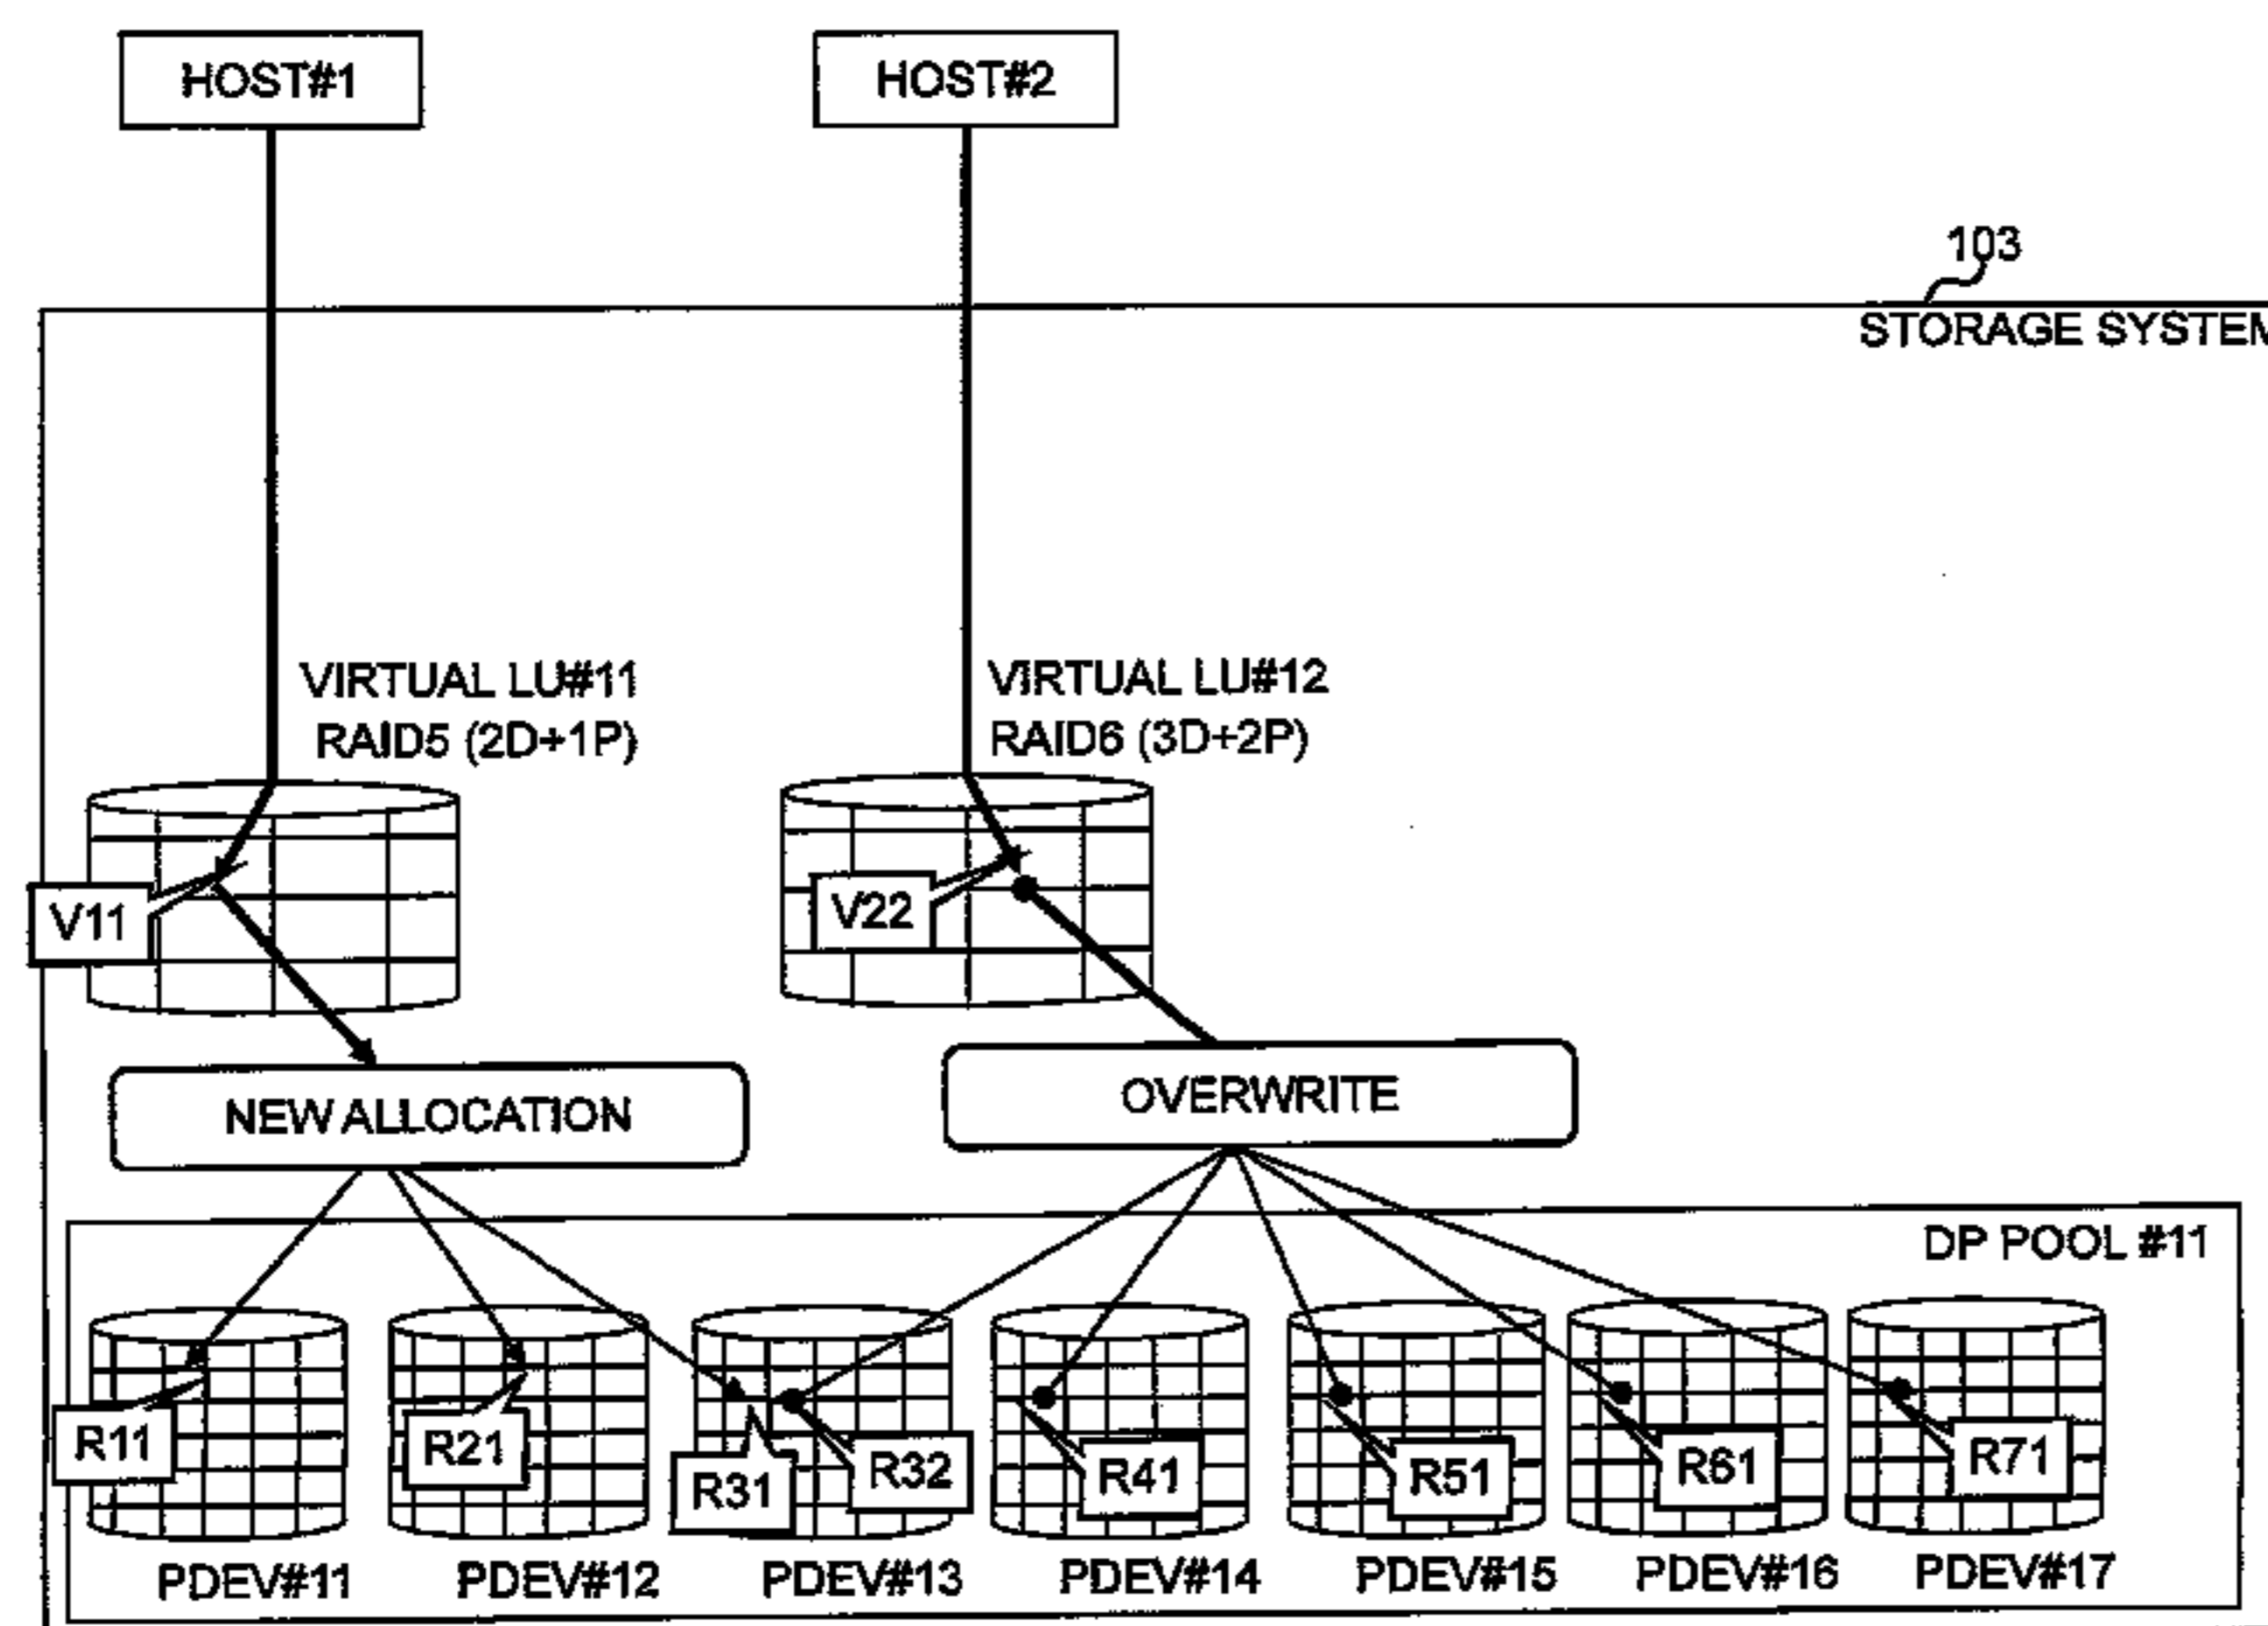 HOST#1
HOST#2
103
STORAGE SYSTEM
VIRTUAL LU#11
RAID5 (2D+1P)
VIRTUAL LU#12
RAID6 (3D+2P)
V11
V22
NEW ALLOCATION
OVERWRITE
DP POOL #11
R11
R21
R31
R32
R41
R51
R61
R71
PDEV#11
PDEV#12
PDEV#13
PDEV#14
PDEV#15
PDEV#16
PDEV#17